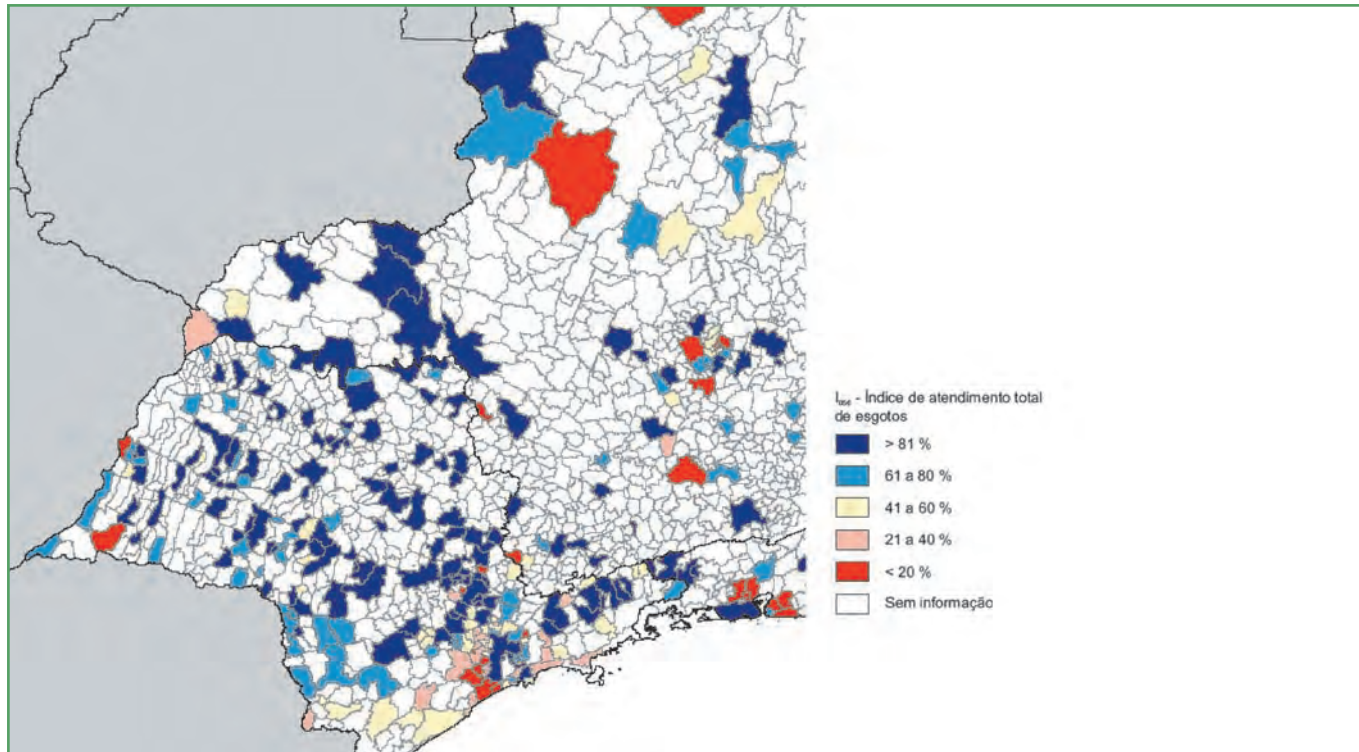 I₀₅₆ - Índice de atendimento total
de esgotos
> 81 %
61 a 80 %
41 a 60 %
21 a 40 %
< 20 %
Sem informação